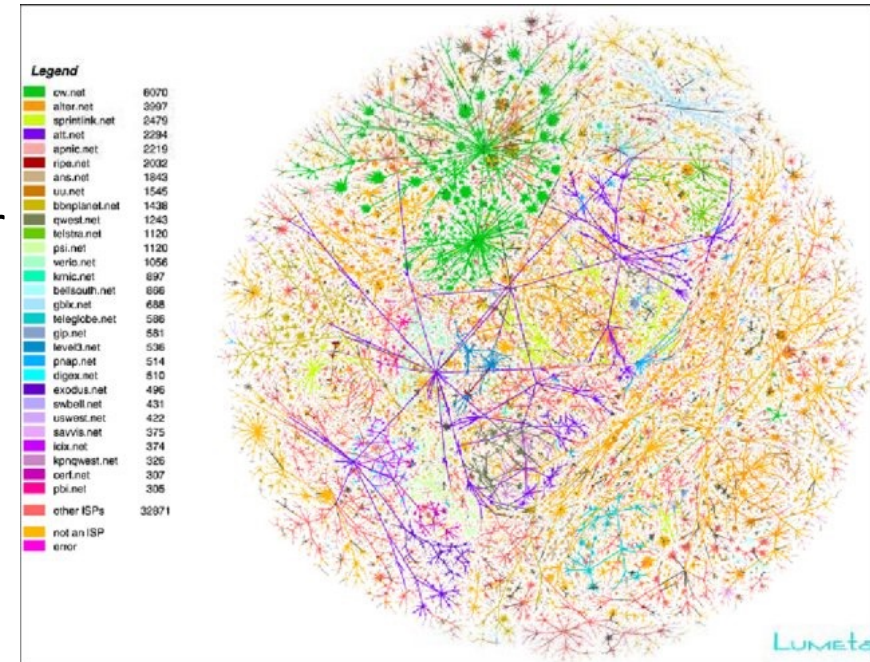 Legend
cw.net 6070
alter.net 3997
sprintlink.net 2479
att.net 2294
apnic.net 2219
ripe.net 2032
ans.net 1843
uu.net 1545
bbnplanet.net 1438
qwest.net 1243
telstra.net 1120
psi.net 1120
verio.net 1056
krnic.net 897
bellsouth.net 866
gblx.net 688
teleglobe.net 586
gip.net 581
level3.net 536
pnap.net 514
digex.net 510
exodus.net 496
swbell.net 431
uswest.net 422
savvis.net 375
icix.net 374
kpnqwest.net 326
cerf.net 307
pbi.net 305
other ISPs 32871
not an ISP
error
LUMETA